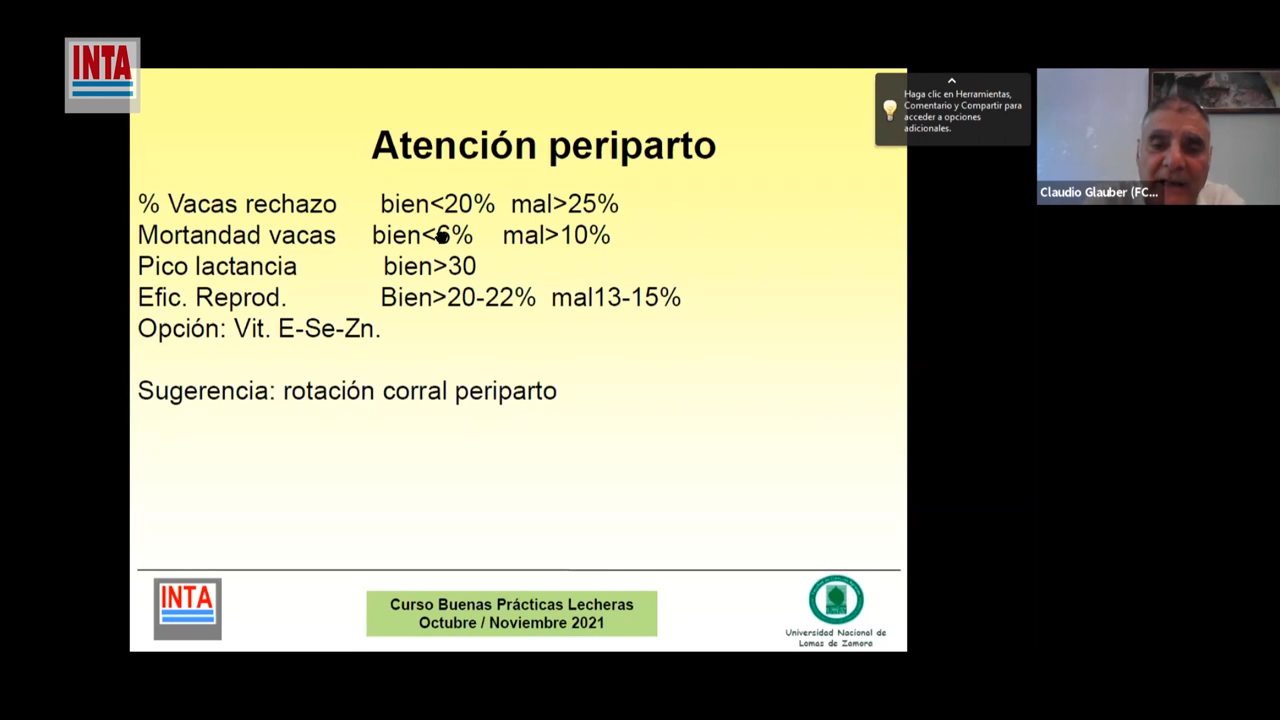 INTA
Atención periparto
% Vacas rechazo bien<20% mal>25%
Mortandad vacas bien<6% mal>10%
Pico lactancia bien>30
Efic. Reprod. Bien>20-22% mal13-15%
Opción: Vit. E-Se-Zn.
Sugerencia: rotación corral periparto
INTA
Curso Buenas Prácticas Lecheras
Octubre / Noviembre 2021
Universidad Nacional de
Lomas de Zamora
Haga clic en Herramientas,
Comentario y Compartir para
acceder a opciones
adicionales.
Claudio Glauber (FC...